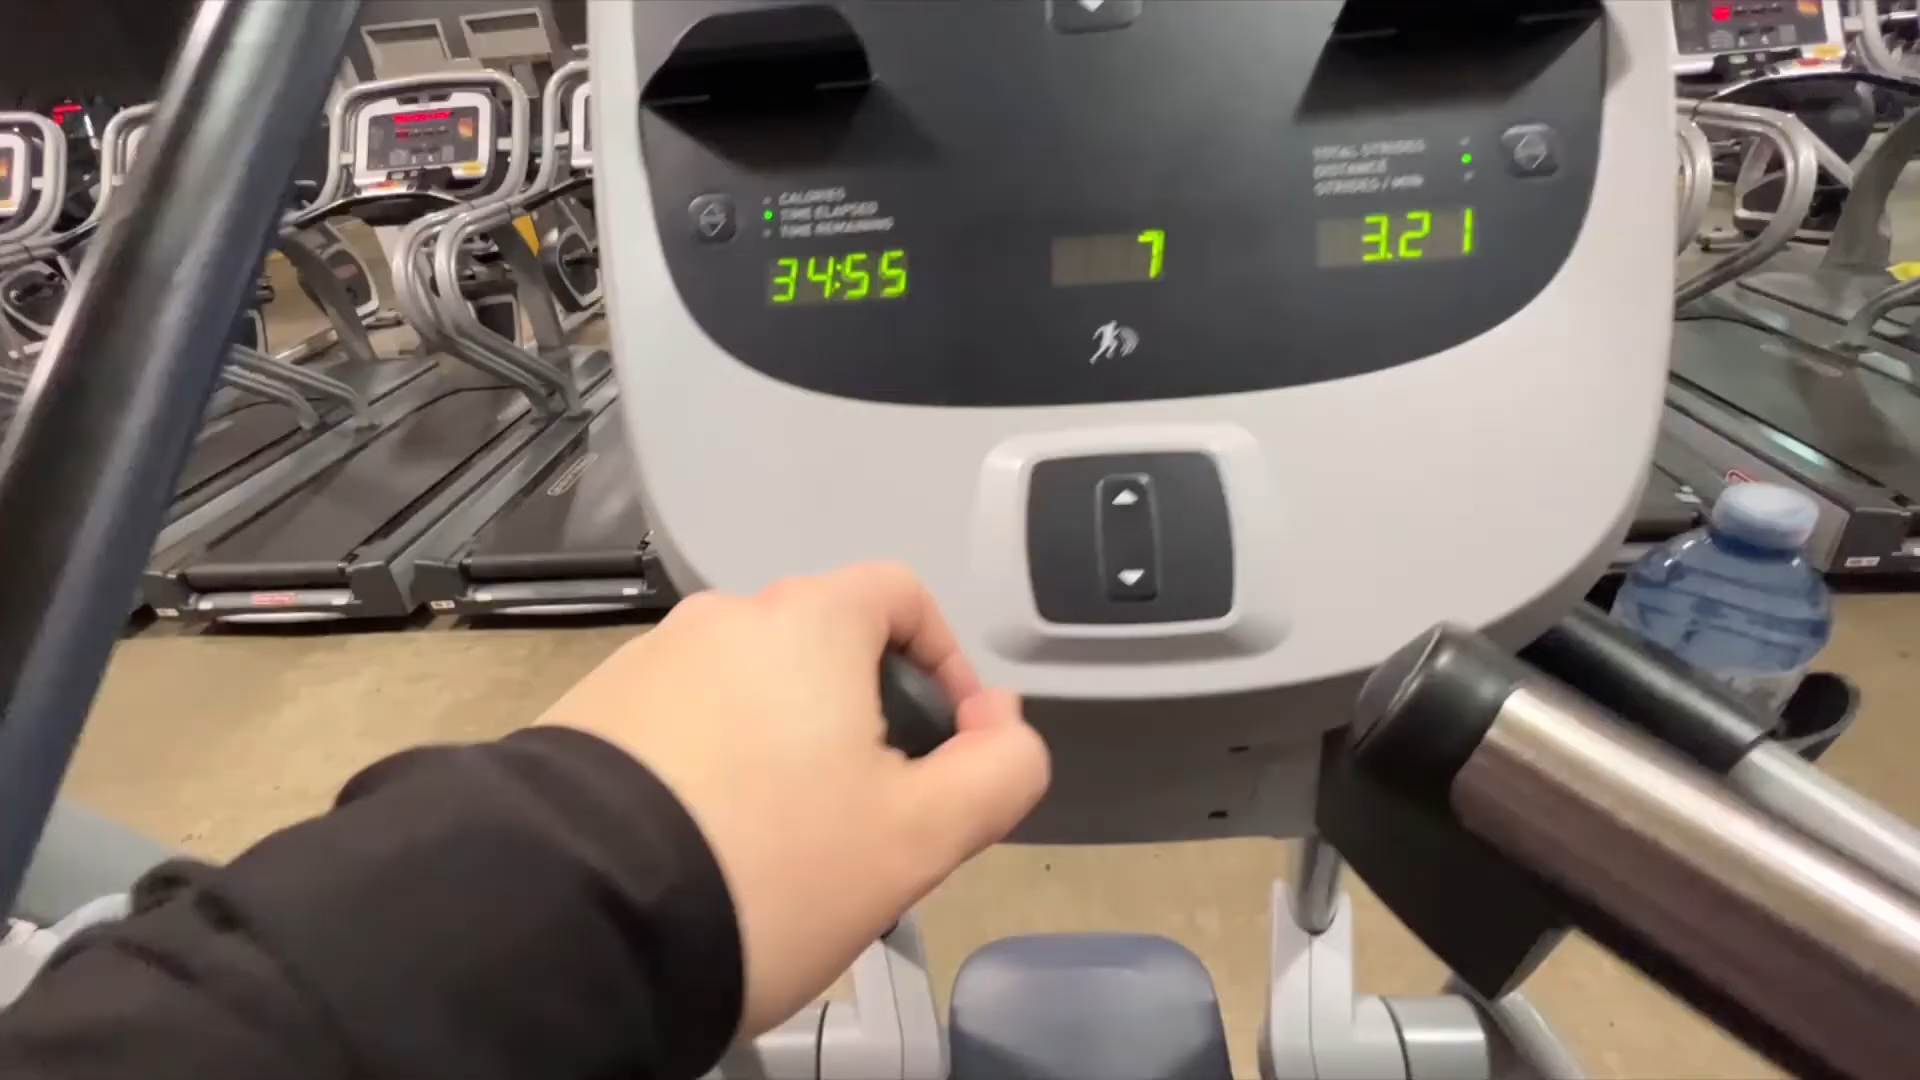 CALORIES
TIME ELAPSED
TIME REMAINING
34:55
7
TOTAL STRIDES
DISTANCE
STRIDES / MIN
3.21